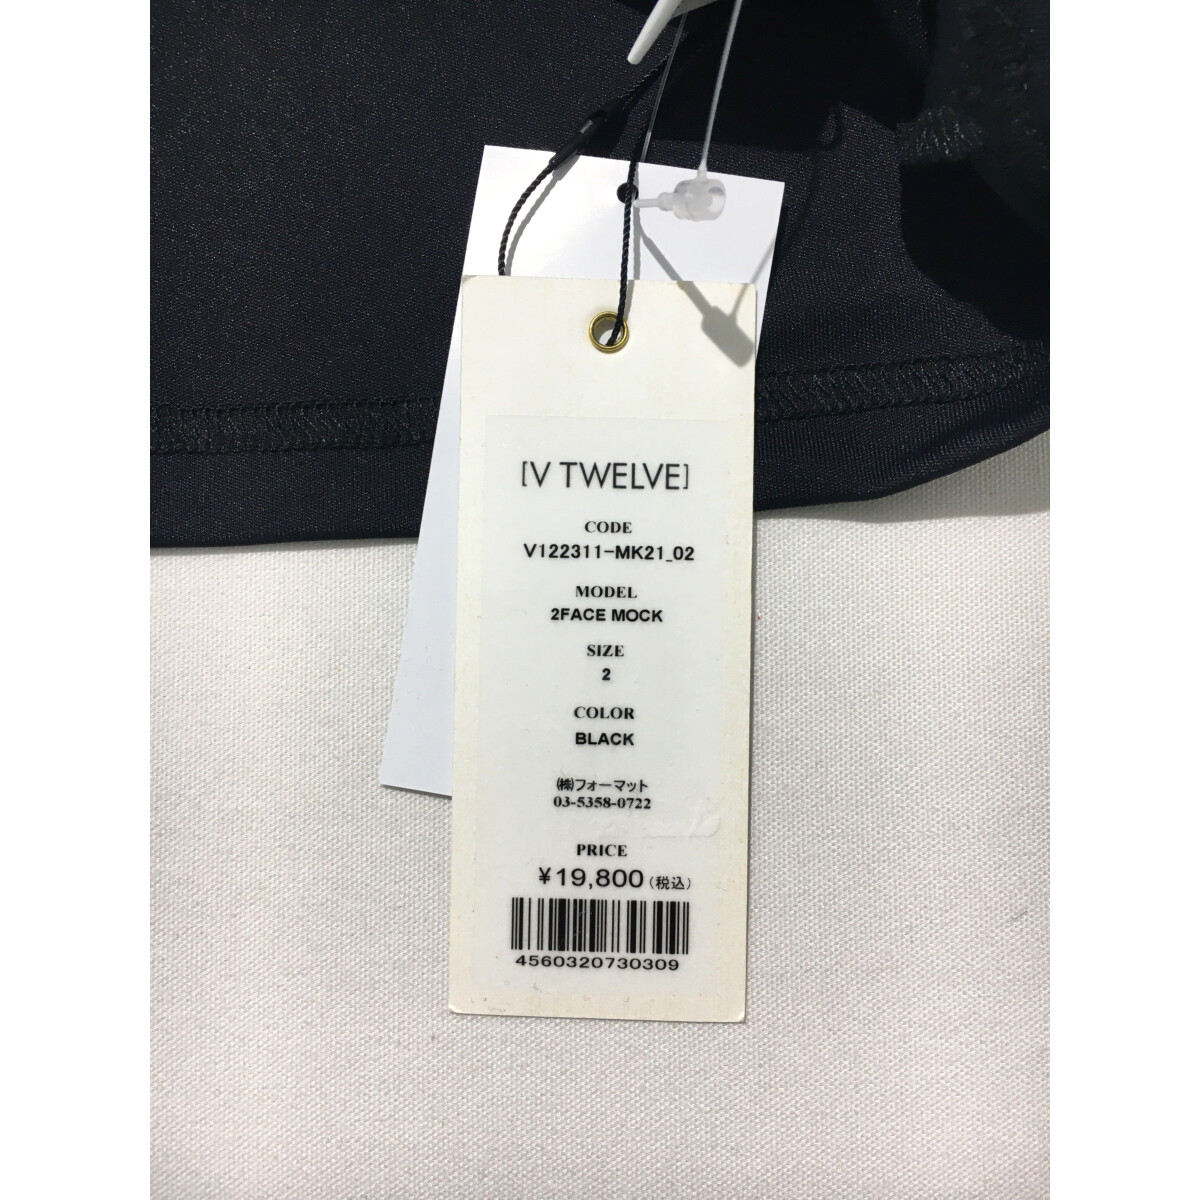 [V TWELVE]
CODE
V122311-MK21_02
MODEL
2FACE MOCK
SIZE
2
COLOR
BLACK
㈱フォーマット
03-5358-0722
PRICE
¥19,800(税込)
4560320730309